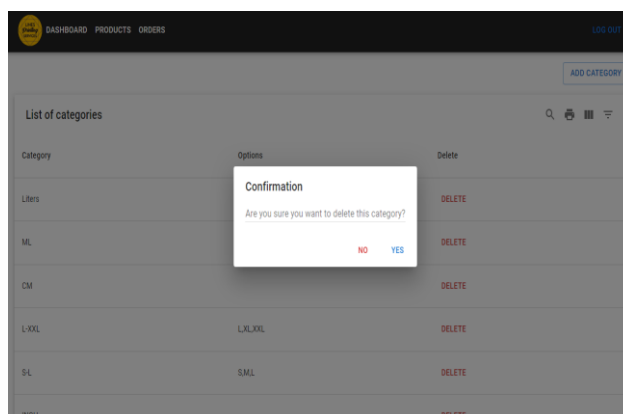 DASHBOARD PRODUCTS ORDERS LOG OUT
ADD CATEGORY
List of categories
Category Options Delete
Confirmation
Are you sure you want to delete this category?
NO YES
Liters DELETE
ML DELETE
CM DELETE
L-XXL L,XL,XXL DELETE
S-L S,M,L DELETE
DELETE